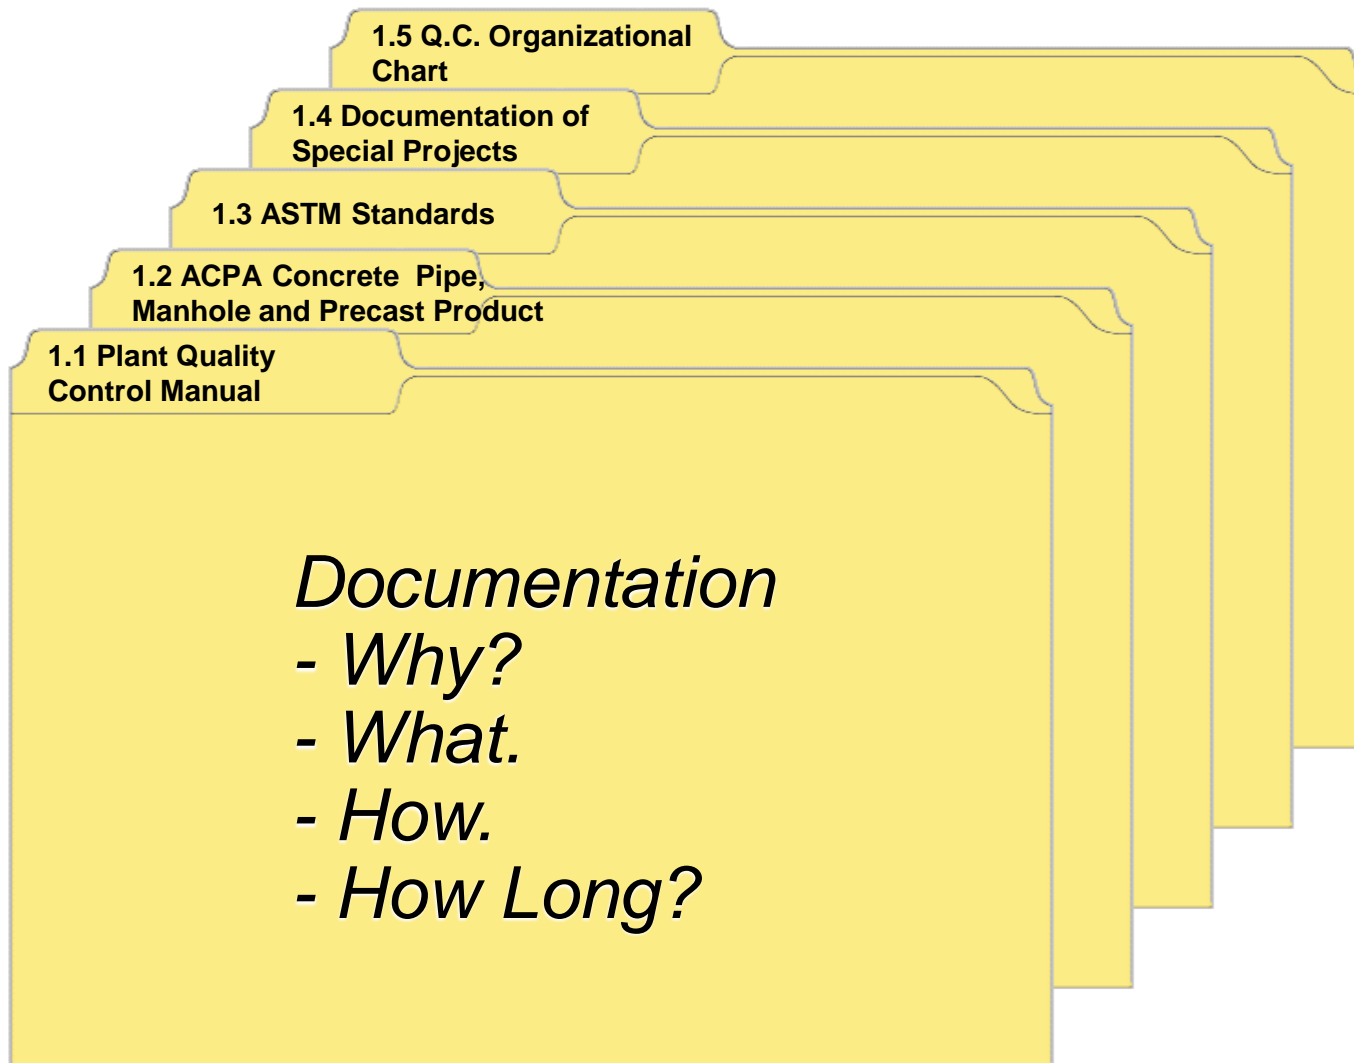 1.5 Q.C. Organizational
Chart
1.4 Documentation of
Special Projects
1.3 ASTM Standards
1.2 ACPA Concrete Pipe,
Manhole and Precast Product
1.1 Plant Quality
Control Manual
Documentation
- Why?
- What.
- How.
- How Long?